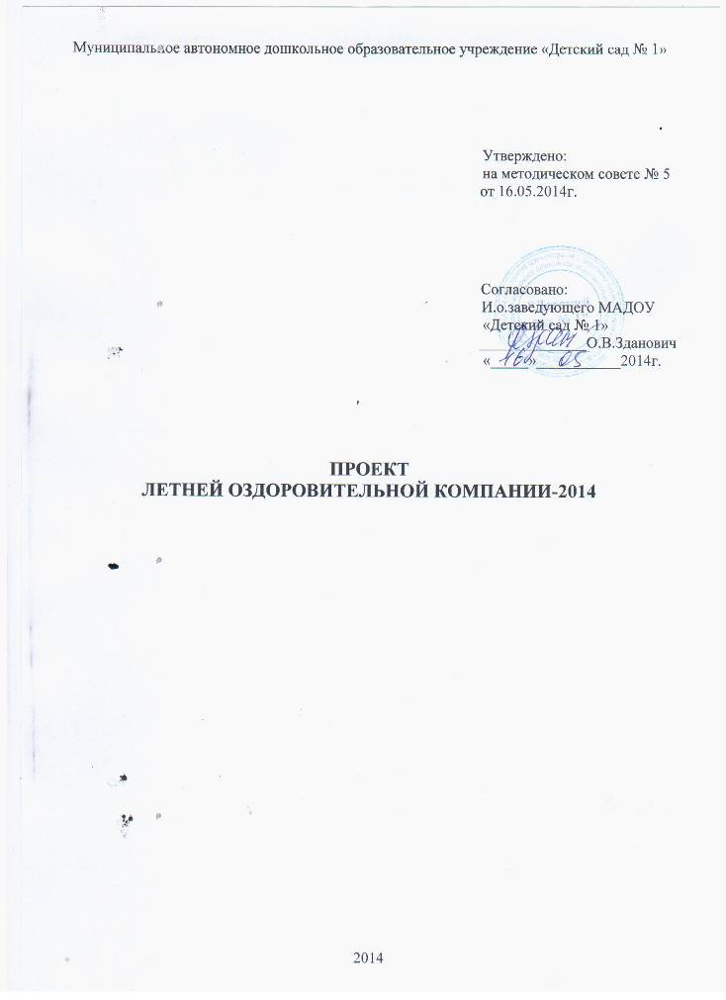 Муниципальное автономное дошкольное образовательное учреждение «Детский сад № 1»
Утверждено:
на методическом совете № 5
от 16.05.2014г.
Согласовано:
И.о.заведующего МАДОУ
«Детский сад № 1»
О.В.Зданович
«16» 05 2014г.
ПРОЕКТ
ЛЕТНЕЙ ОЗДОРОВИТЕЛЬНОЙ КОМПАНИИ-2014
2014